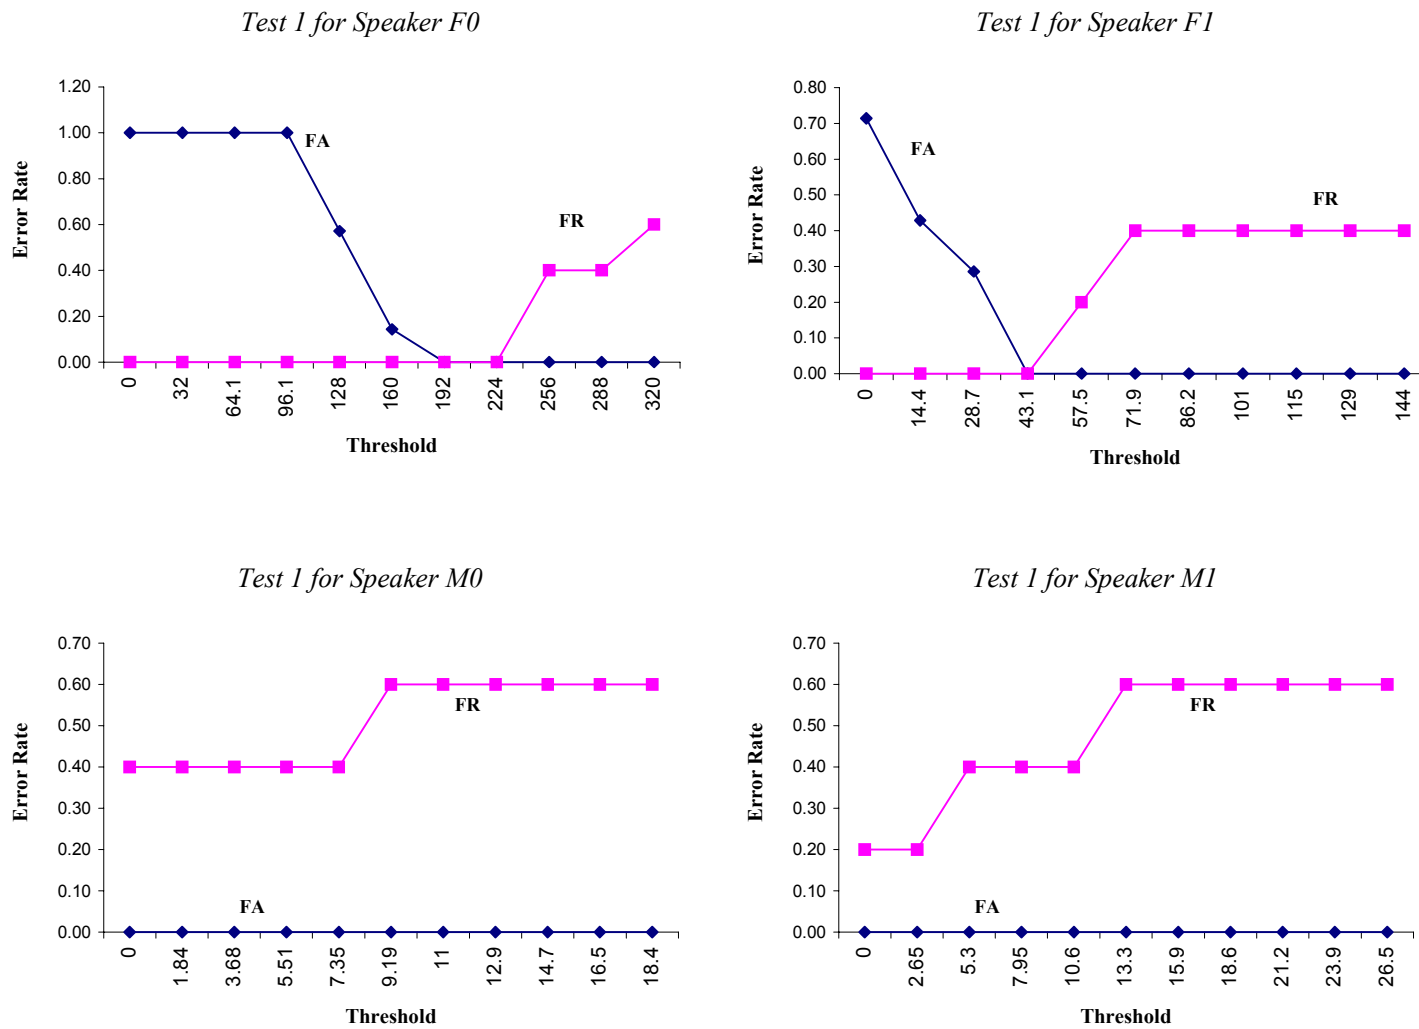 Test 1 for Speaker F0
1.20
1.00
0.80
0.60
0.40
0.20
0.00
Error Rate
FA
FR
0 32 64.1 96.1 128 160 192 224 256 288 320
Threshold
Test 1 for Speaker F1
0.80
0.70
0.60
0.50
0.40
0.30
0.20
0.10
0.00
Error Rate
FA
FR
0 14.4 28.7 43.1 57.5 71.9 86.2 101 115 129 144
Threshold
Test 1 for Speaker M0
0.70
0.60
0.50
0.40
0.30
0.20
0.10
0.00
Error Rate
FR
FA
0 1.84 3.68 5.51 7.35 9.19 11 12.9 14.7 16.5 18.4
Threshold
Test 1 for Speaker M1
0.70
0.60
0.50
0.40
0.30
0.20
0.10
0.00
Error Rate
FR
FA
0 2.65 5.3 7.95 10.6 13.3 15.9 18.6 21.2 23.9 26.5
Threshold